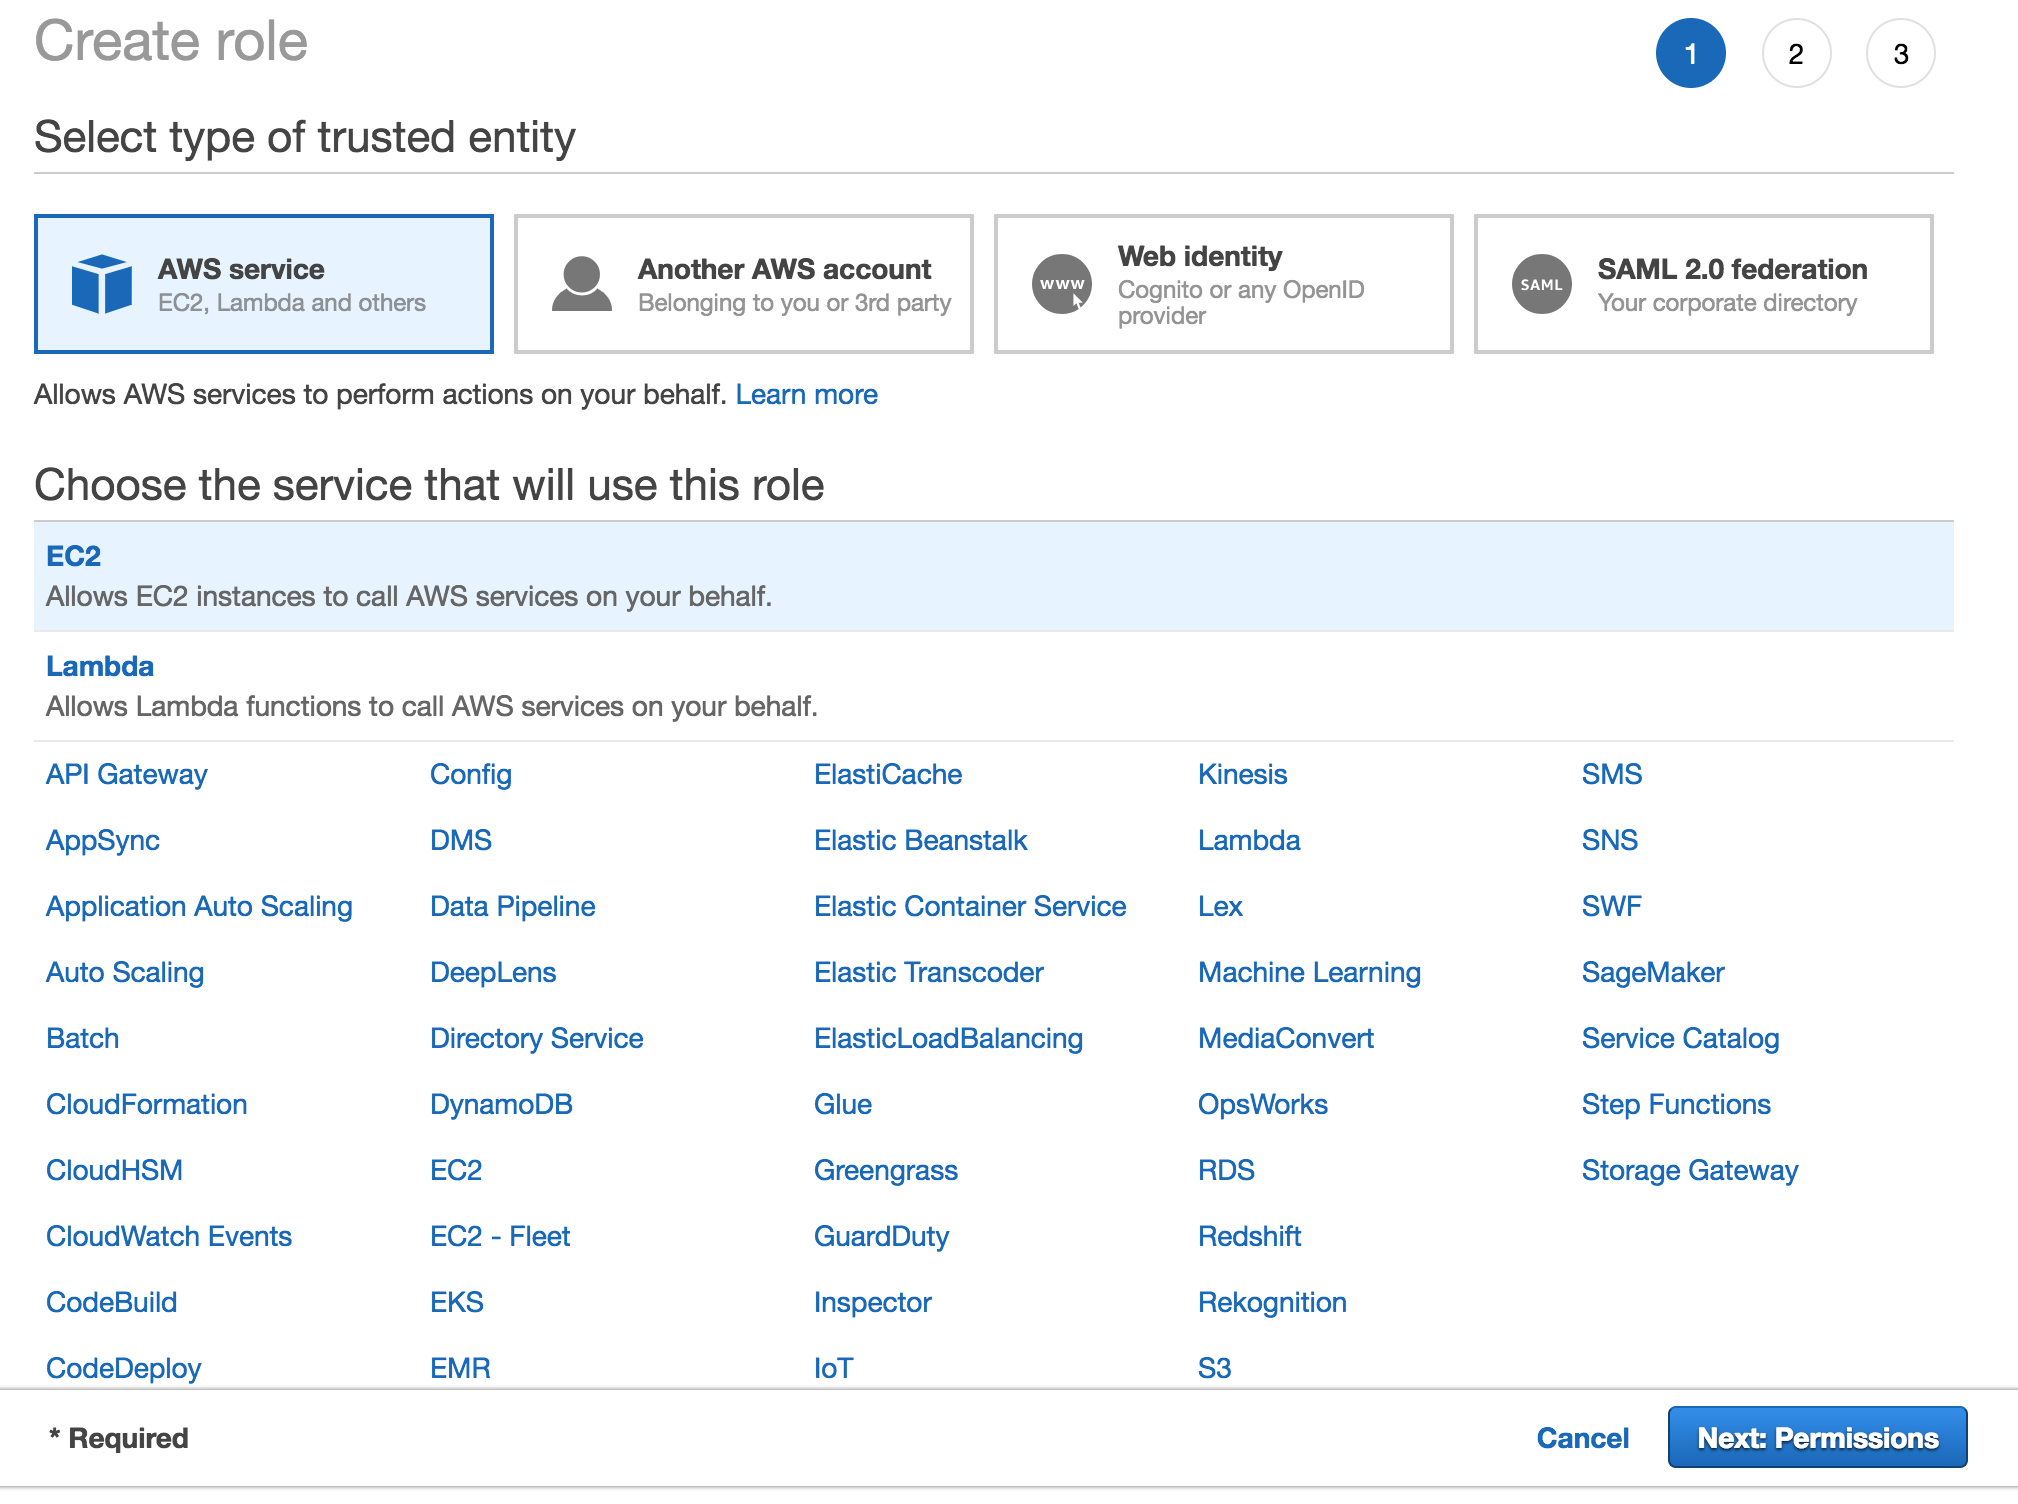 Create role
1 2 3
Select type of trusted entity
AWS service
EC2, Lambda and others
Another AWS account
Belonging to you or 3rd party
www
Web identity
Cognito or any OpenID
provider
SAML
SAML 2.0 federation
Your corporate directory
Allows AWS services to perform actions on your behalf. Learn more
Choose the service that will use this role
EC2
Allows EC2 instances to call AWS services on your behalf.
Lambda
Allows Lambda functions to call AWS services on your behalf.
API Gateway Config ElastiCache Kinesis SMS
AppSync DMS Elastic Beanstalk Lambda SNS
Application Auto Scaling Data Pipeline Elastic Container Service Lex SWF
Auto Scaling DeepLens Elastic Transcoder Machine Learning SageMaker
Batch Directory Service ElasticLoadBalancing MediaConvert Service Catalog
CloudFormation DynamoDB Glue OpsWorks Step Functions
CloudHSM EC2 Greengrass RDS Storage Gateway
CloudWatch Events EC2 - Fleet GuardDuty Redshift
CodeBuild EKS Inspector Rekognition
CodeDeploy EMR IoT S3
* Required Cancel Next: Permissions